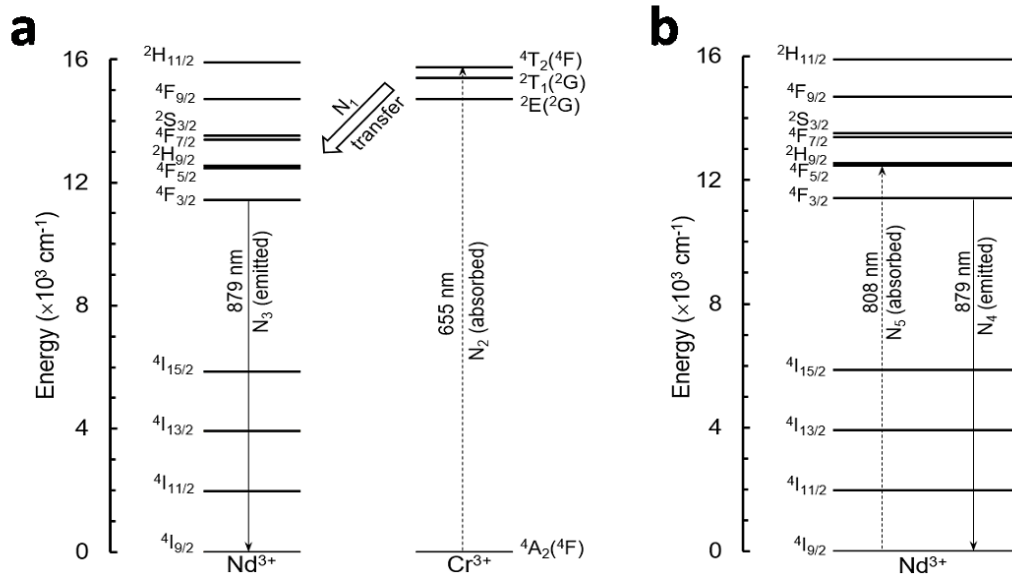 a
Energy (×10³ cm⁻¹)
16
12
8
4
0
²H₁₁/₂
⁴F₉/₂
²S₃/₂
⁴F₇/₂
²H₉/₂
⁴F₅/₂
⁴F₃/₂
⁴I₁₅/₂
⁴I₁₃/₂
⁴I₁₁/₂
⁴I₉/₂
879 nm
N₃ (emitted)
Nd³⁺
N₁
transfer
⁴T₂(⁴F)
²T₁(²G)
²E(²G)
655 nm
N₂ (absorbed)
⁴A₂(⁴F)
Cr³⁺
b
Energy (×10³ cm⁻¹)
16
12
8
4
0
²H₁₁/₂
⁴F₉/₂
²S₃/₂
⁴F₇/₂
²H₉/₂
⁴F₅/₂
⁴F₃/₂
⁴I₁₅/₂
⁴I₁₃/₂
⁴I₁₁/₂
⁴I₉/₂
808 nm
N₅ (absorbed)
879 nm
N₄ (emitted)
Nd³⁺